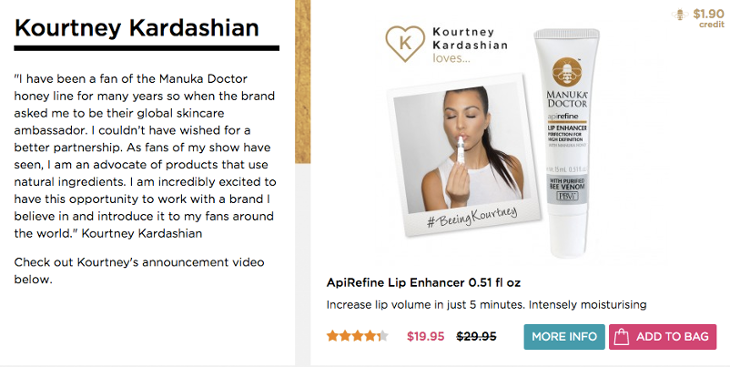 Kourtney Kardashian
"I have been a fan of the Manuka Doctor
honey line for many years so when the brand
asked me to be their global skincare
ambassador. I couldn't have wished for a
better partnership. As fans of my show have
seen, I am an advocate of products that use
natural ingredients. I am incredibly excited to
have this opportunity to work with a brand I
believe in and introduce it to my fans around
the world." Kourtney Kardashian
Check out Kourtney's announcement video
below.
$1.90
credit
K
Kourtney
Kardashian
loves...
#BeeingKourtney
MANUKA
DOCTOR
apirefine
LIP ENHANCER
PERFECTION FOR
HIGH DEFINITION
WITH PURIFIED
BEE VENOM
ApiRefine Lip Enhancer 0.51 fl oz
Increase lip volume in just 5 minutes. Intensely moisturising
$19.95 $29.95 MORE INFO ADD TO BAG